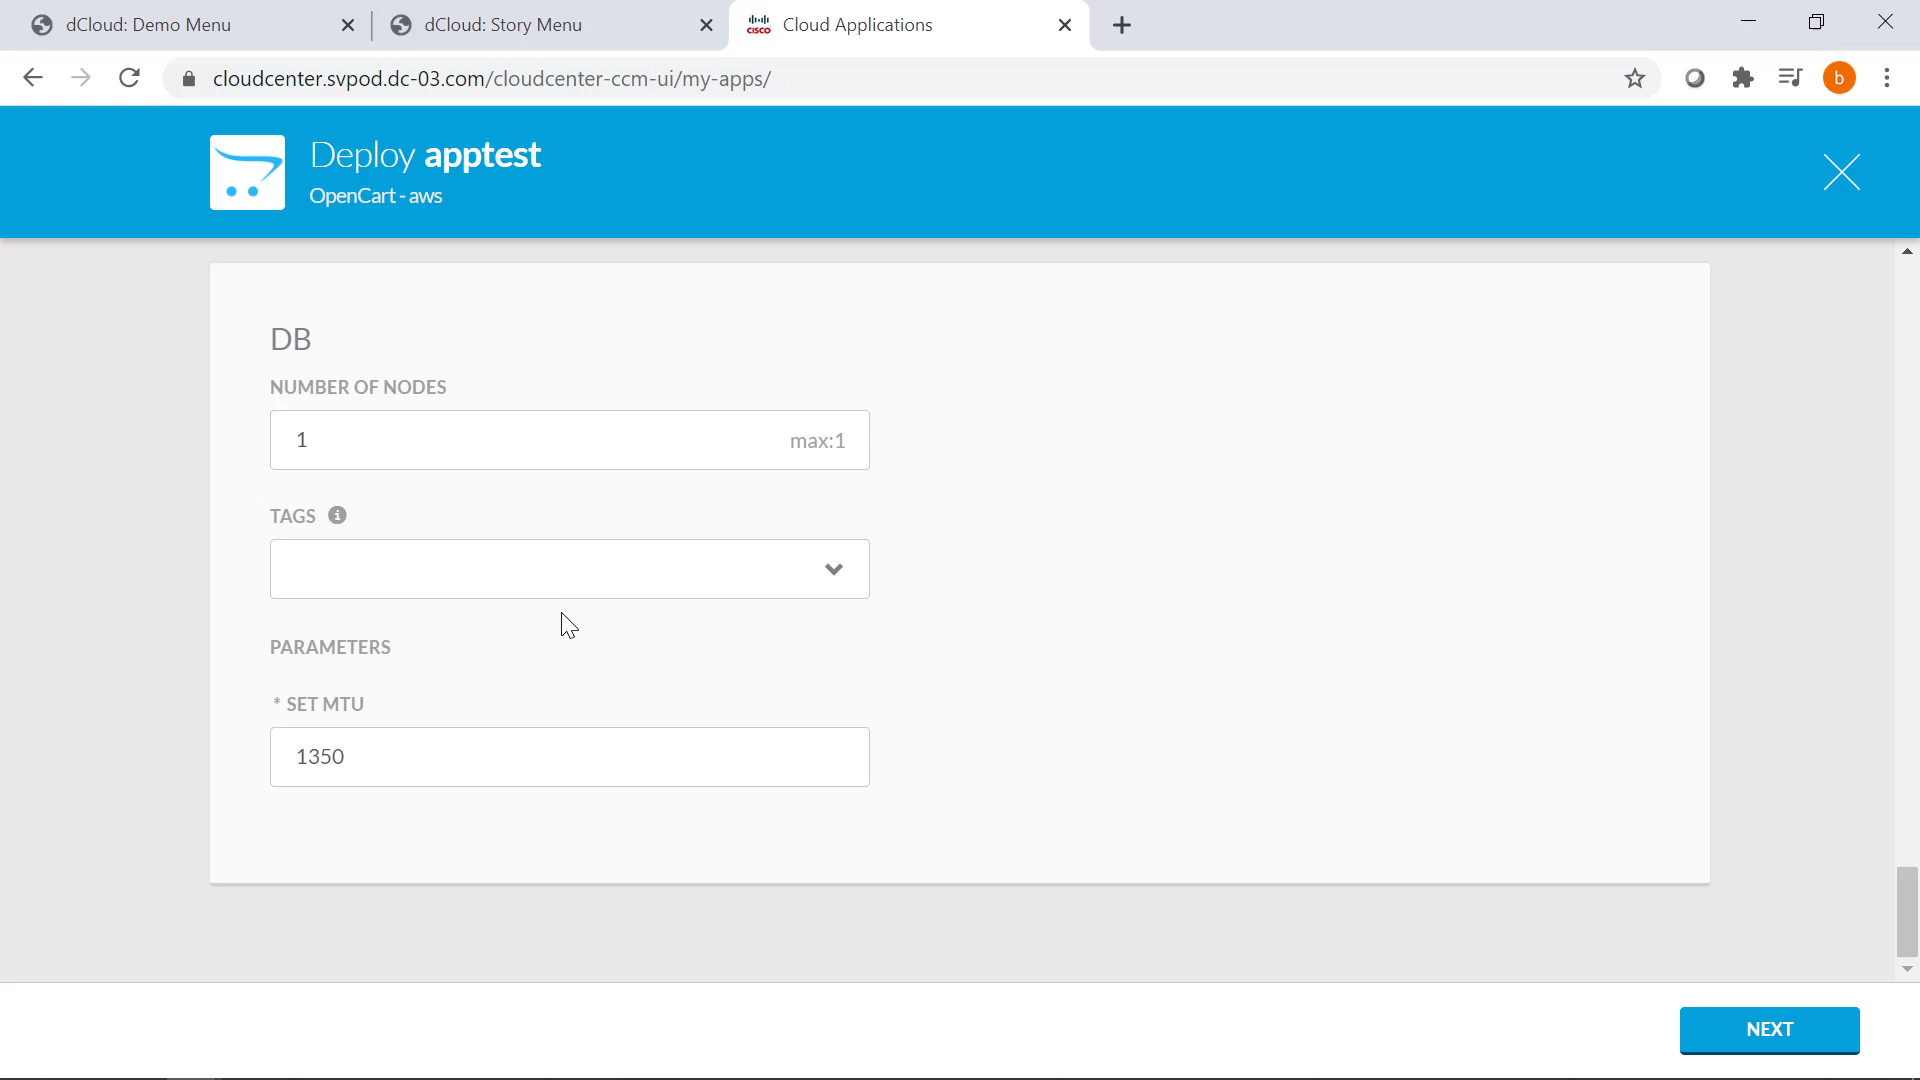 dCloud: Demo Menu
dCloud: Story Menu
CISCO Cloud Applications
cloudcenter.svpod.dc-03.com/cloudcenter-ccm-ui/my-apps/
b
Deploy apptest
OpenCart - aws
DB
NUMBER OF NODES
1 max:1
TAGS
PARAMETERS
* SET MTU
1350
NEXT